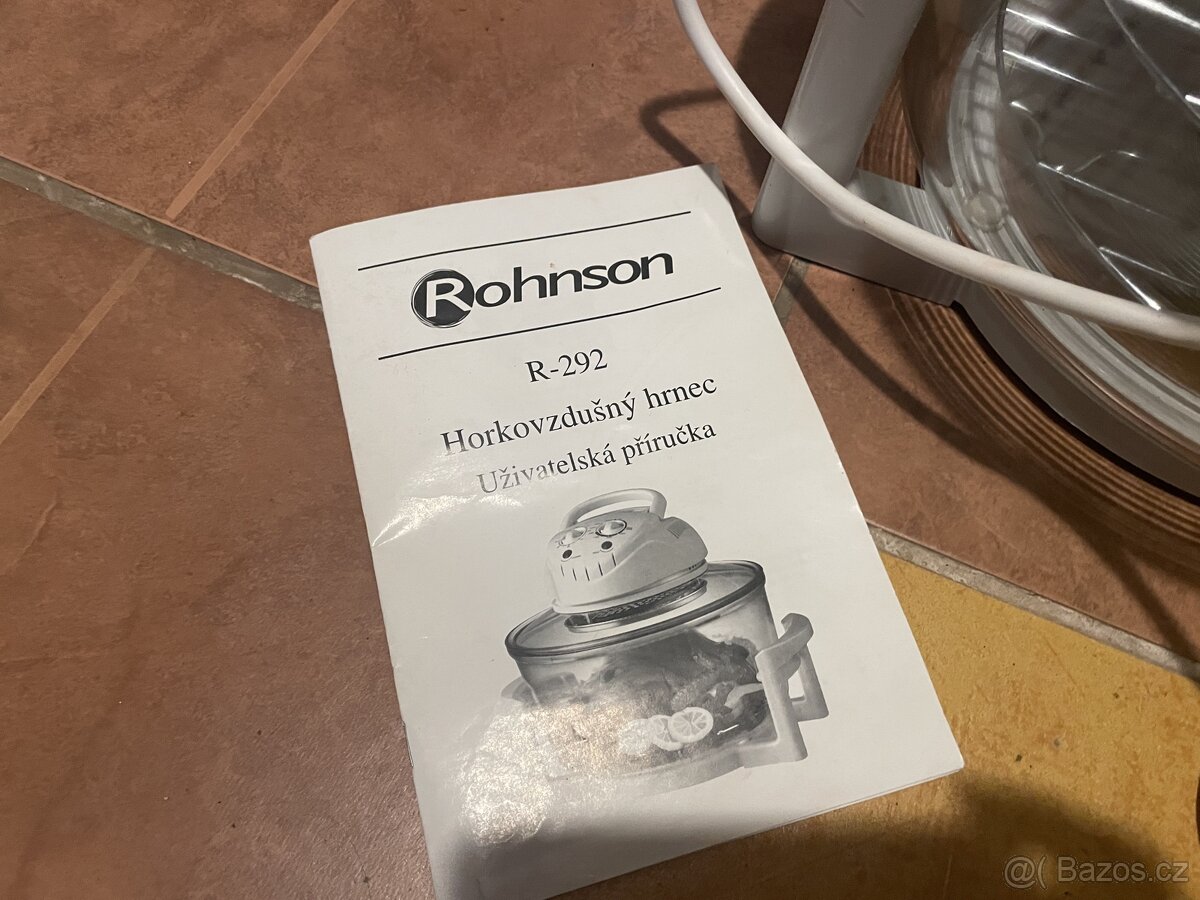 Rohnson
R-292
Horkovzdušný hrnec
Uživatelská příručka
@( Bazos.cz